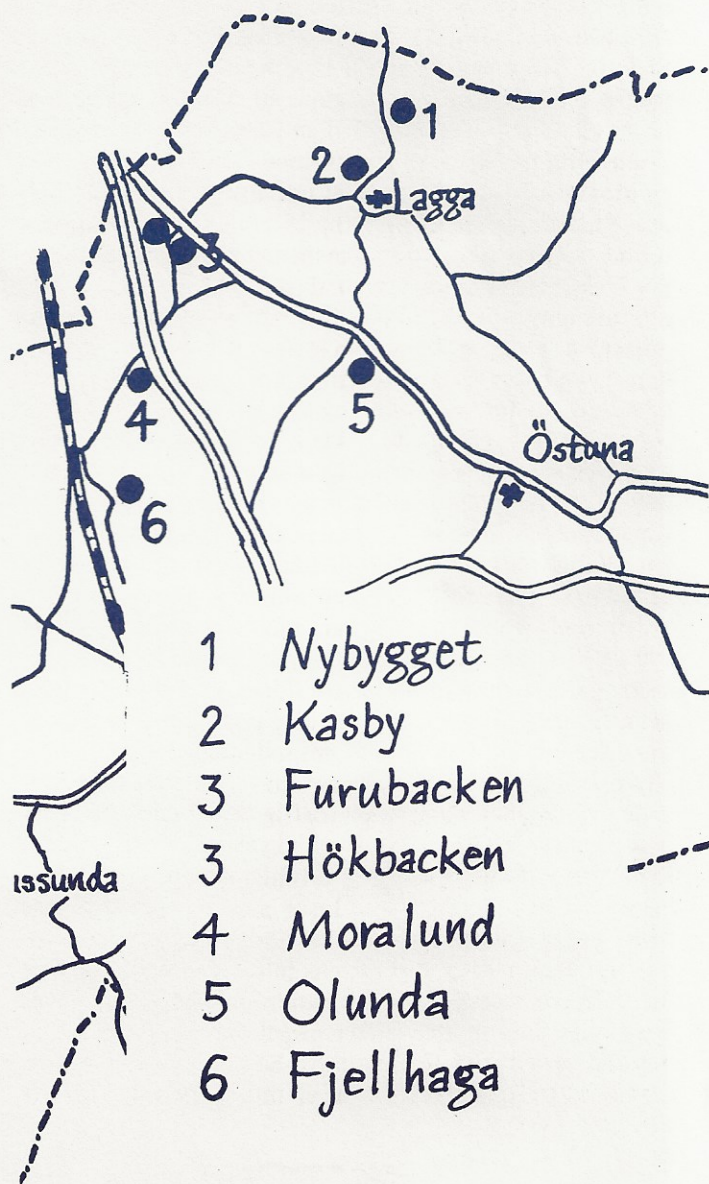 1
2
Lagga
3
4
5
Östuna
6
1 Nybygget
2 Kasby
3 Furubacken
3 Hökbacken
4 Moralund
issunda
5 Olunda
6 Fjellhaga